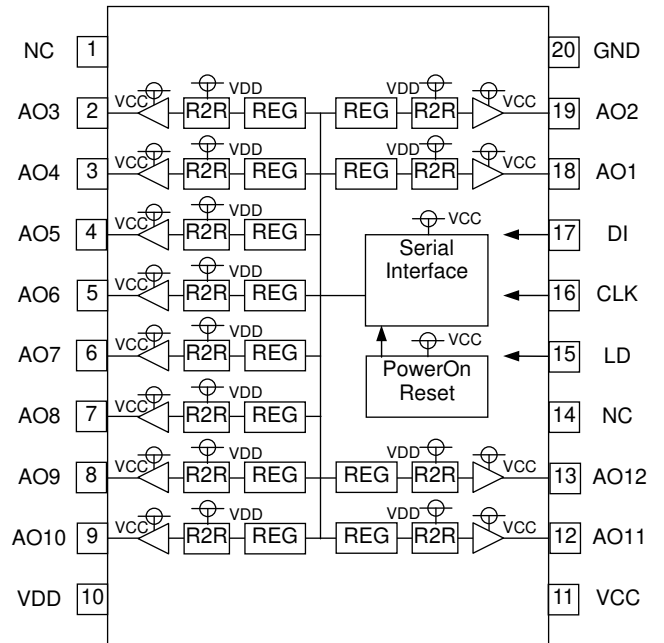 NC 1 20 GND
AO3 2 VCC R2R VDD REG REG VDD R2R VCC 19 AO2
AO4 3 VCC R2R VDD REG REG VDD R2R VCC 18 AO1
AO5 4 VCC R2R VDD REG VCC 17 DI
Serial
Interface
AO6 5 VCC R2R VDD REG 16 CLK
AO7 6 VCC R2R VDD REG VCC 15 LD
PowerOn
Reset
AO8 7 VCC R2R VDD REG 14 NC
AO9 8 VCC R2R VDD REG REG VDD R2R VCC 13 AO12
AO10 9 VCC R2R VDD REG REG VDD R2R VCC 12 AO11
VDD 10 11 VCC